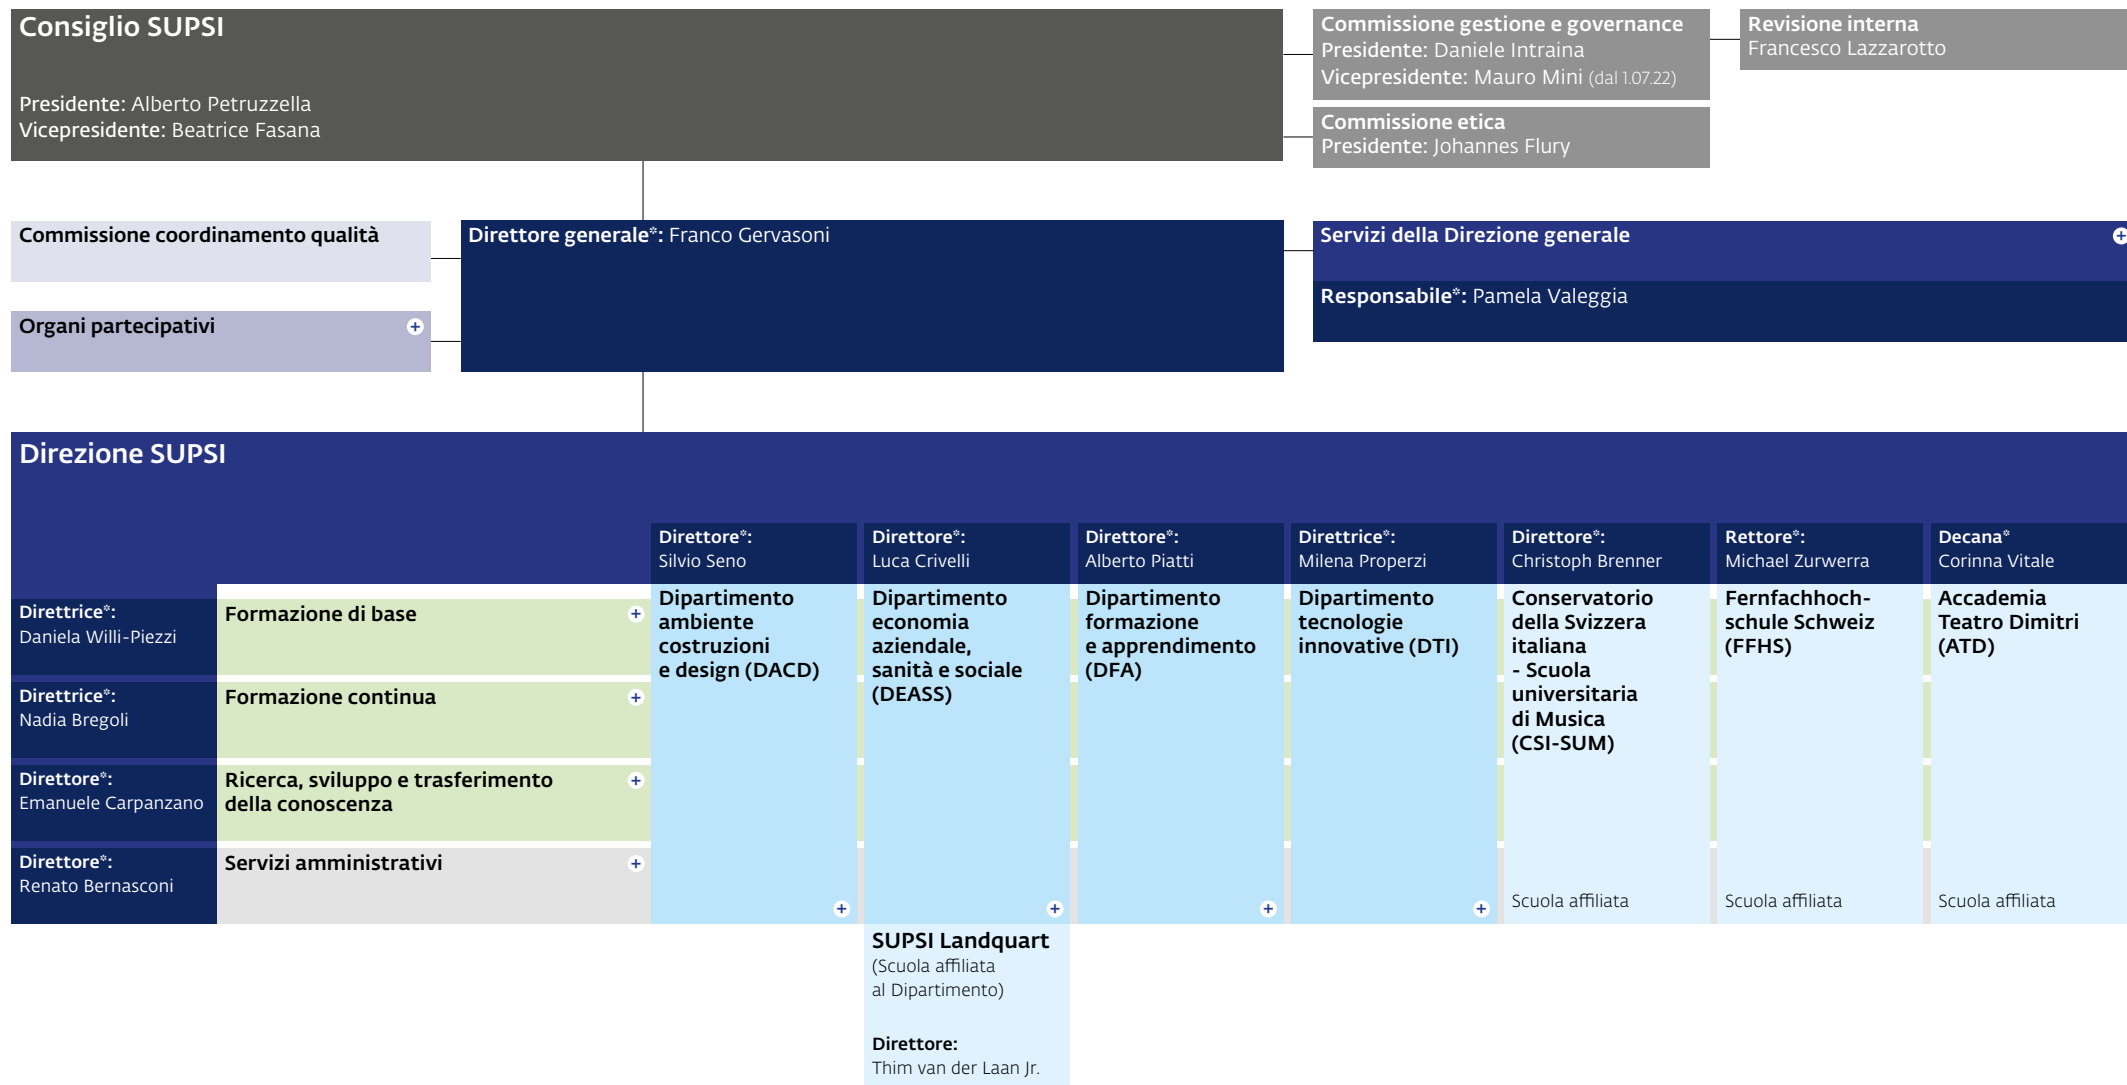 Consiglio SUPSI
Presidente: Alberto Petruzzella
Vicepresidente: Beatrice Fasana
Commissione gestione e governance
Presidente: Daniele Intraina
Vicepresidente: Mauro Mini (dal 1.07.22)
Revisione interna
Francesco Lazzarotto
Commissione etica
Presidente: Johannes Flury
Commissione coordinamento qualità
Organi partecipativi
+
Direttore generale*: Franco Gervasoni
Servizi della Direzione generale
+
Responsabile*: Pamela Valeggia
Direzione SUPSI
Direttore*:
Silvio Seno
Direttore*:
Luca Crivelli
Direttore*:
Alberto Piatti
Direttrice*:
Milena Properzi
Direttore*:
Christoph Brenner
Rettore*:
Michael Zurwerra
Decana*
Corinna Vitale
Direttrice*:
Daniela Willi-Piezzi
Formazione di base
+
Direttrice*:
Nadia Bregoli
Formazione continua
+
Direttore*:
Emanuele Carpanzano
Ricerca, sviluppo e trasferimento
della conoscenza
+
Direttore*:
Renato Bernasconi
Servizi amministrativi
+
Dipartimento
ambiente
costruzioni
e design (DACD)
+
Dipartimento
economia
aziendale,
sanità e sociale
(DEASS)
+
Dipartimento
formazione
e apprendimento
(DFA)
+
Dipartimento
tecnologie
innovative (DTI)
+
Conservatorio
della Svizzera
italiana
- Scuola
universitaria
di Musica
(CSI-SUM)
Scuola affiliata
Fernfachhoch-
schule Schweiz
(FFHS)
Scuola affiliata
Accademia
Teatro Dimitri
(ATD)
Scuola affiliata
SUPSI Landquart
(Scuola affiliata
al Dipartimento)
Direttore:
Thim van der Laan Jr.